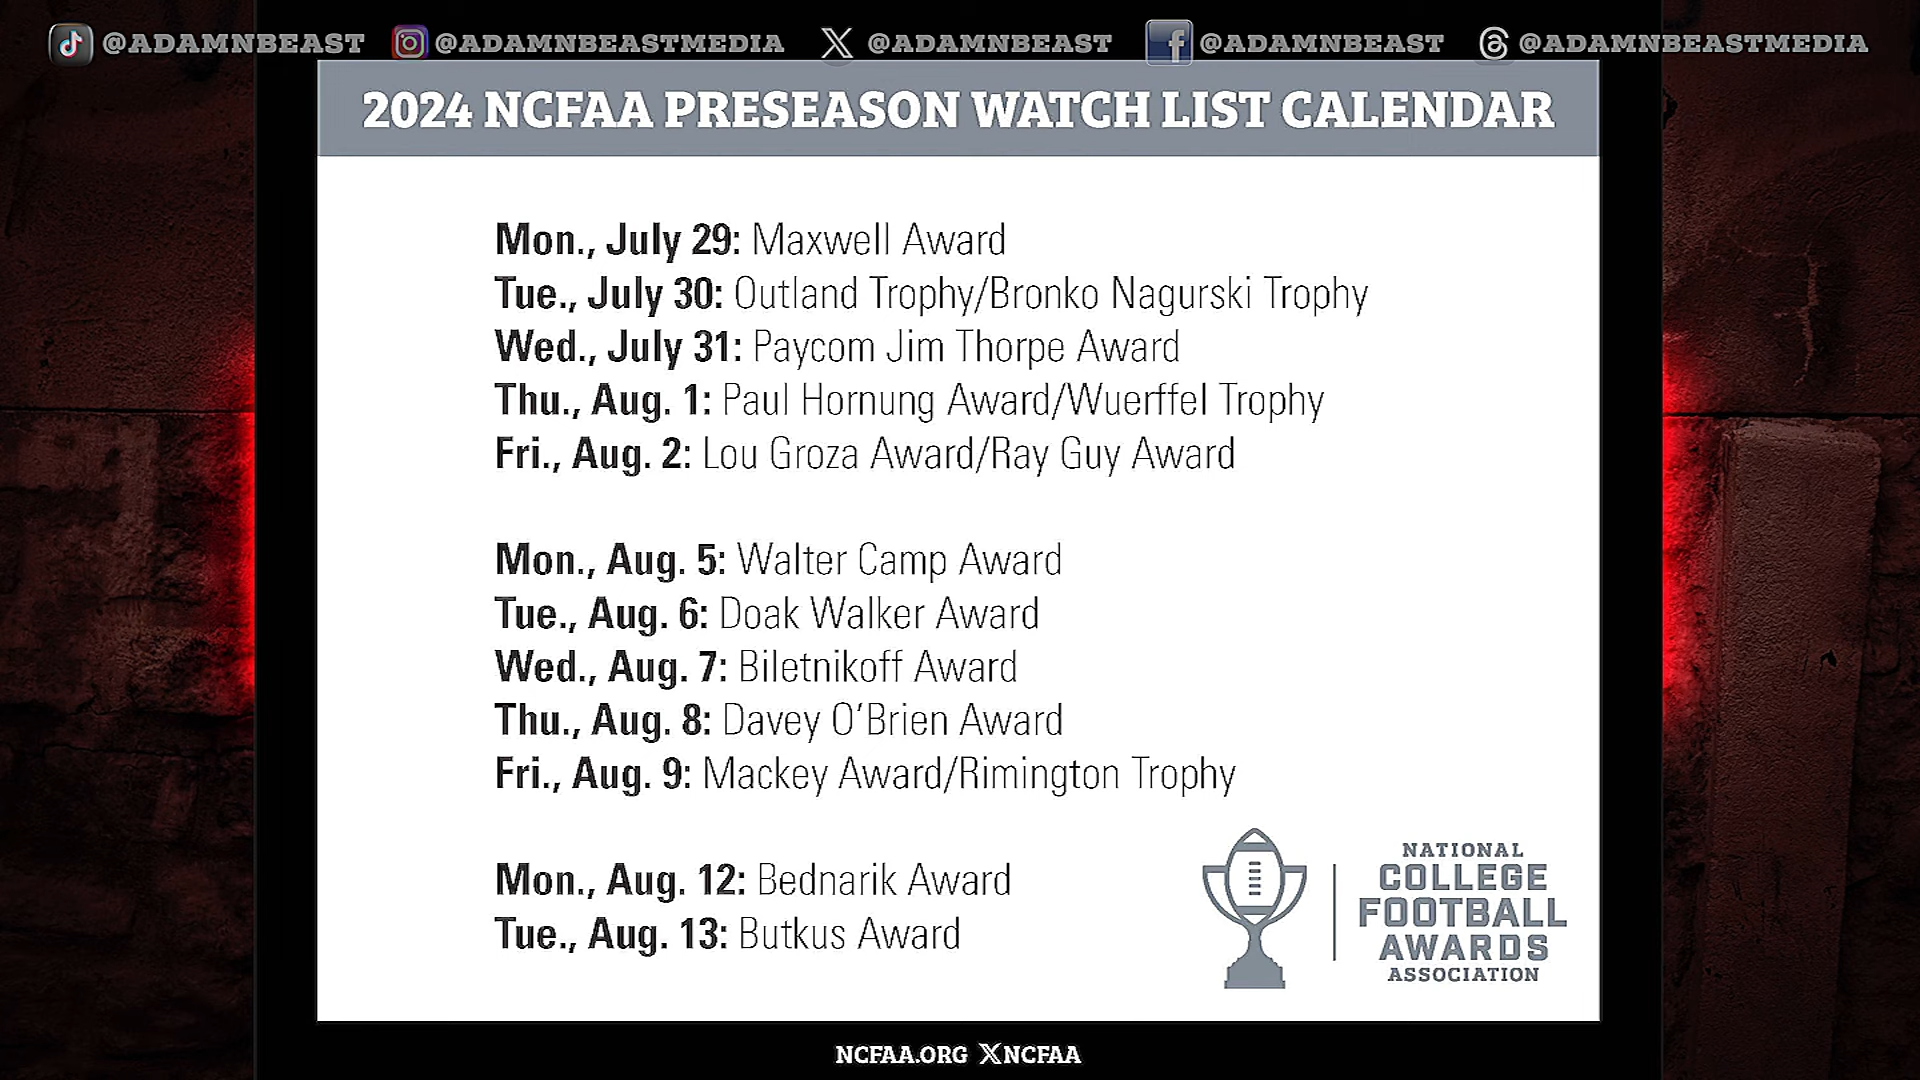 @ADAMNBEAST @ADAMNBEASTMEDIA @ADAMNBEAST @ADAMNBEAST @ADAMNBEASTMEDIA
2024 NCFAA PRESEASON WATCH LIST CALENDAR
Mon., July 29: Maxwell Award
Tue., July 30: Outland Trophy/Bronko Nagurski Trophy
Wed., July 31: Paycom Jim Thorpe Award
Thu., Aug. 1: Paul Hornung Award/Wuerffel Trophy
Fri., Aug. 2: Lou Groza Award/Ray Guy Award
Mon., Aug. 5: Walter Camp Award
Tue., Aug. 6: Doak Walker Award
Wed., Aug. 7: Biletnikoff Award
Thu., Aug. 8: Davey O’Brien Award
Fri., Aug. 9: Mackey Award/Rimington Trophy
Mon., Aug. 12: Bednarik Award
Tue., Aug. 13: Butkus Award
NATIONAL
COLLEGE
FOOTBALL
AWARDS
ASSOCIATION
NCFAA.ORG XNCFAA